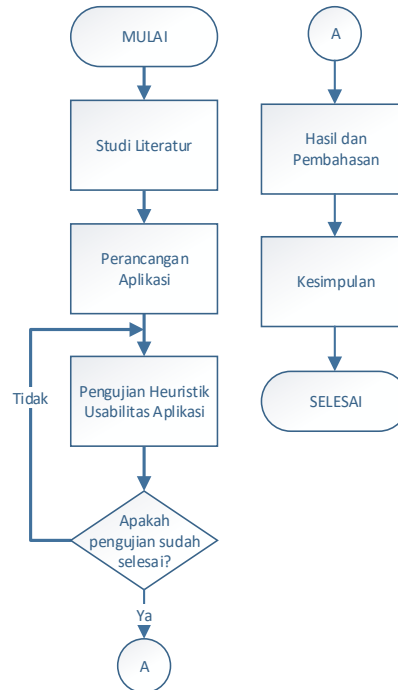 MULAI
Studi Literatur
Perancangan
Aplikasi
Pengujian Heuristik
Usabilitas Aplikasi
Tidak
Apakah
pengujian sudah
selesai?
Ya
A
A
Hasil dan
Pembahasan
Kesimpulan
SELESAI